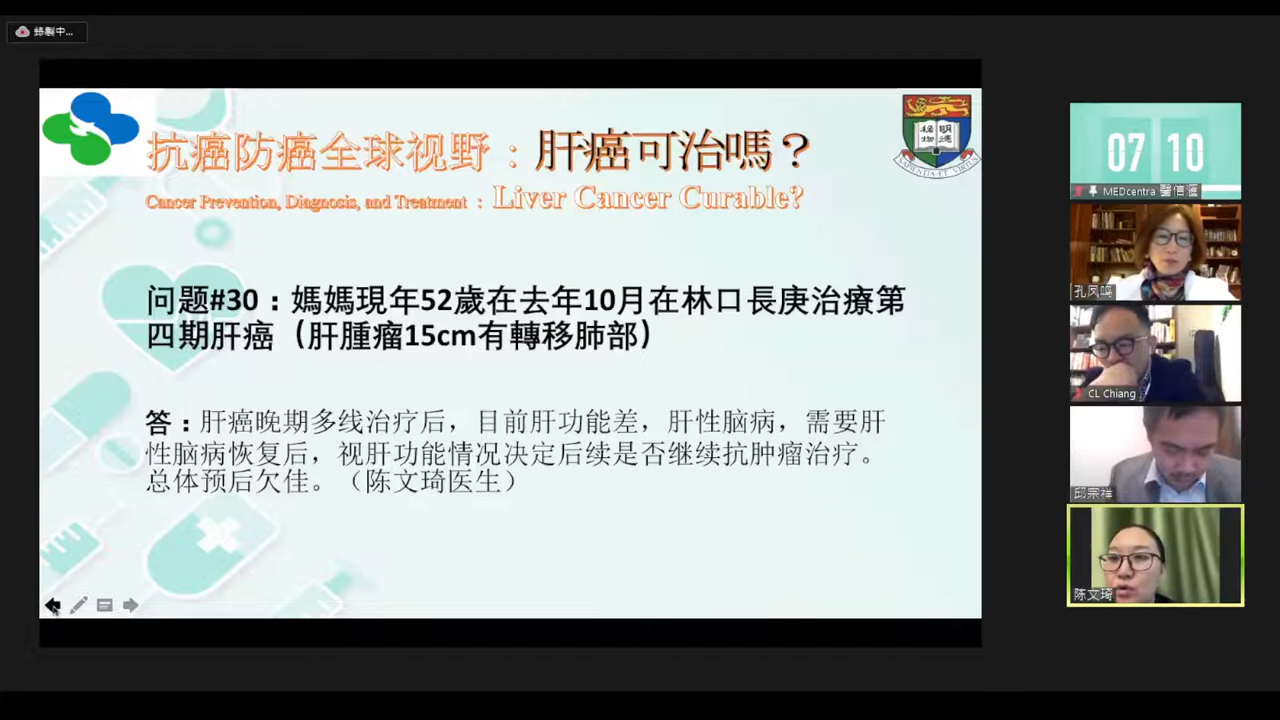 錄製中...
抗癌防癌全球视野：肝癌可治嗎？
Cancer Prevention, Diagnosis, and Treatment : Liver Cancer Curable?
问题#30：媽媽現年52歲在去年10月在林口長庚治療第
四期肝癌（肝腫瘤15cm有轉移肺部）
答：肝癌晚期多线治疗后，目前肝功能差，肝性脑病，需要肝
性脑病恢复后，视肝功能情况决定后续是否继续抗肿瘤治疗。
总体预后欠佳。（陈文琦医生）
07 10
MEDcentra 醫信滙
孔凤鸣
CL Chiang
邱宗祥
陈文琦